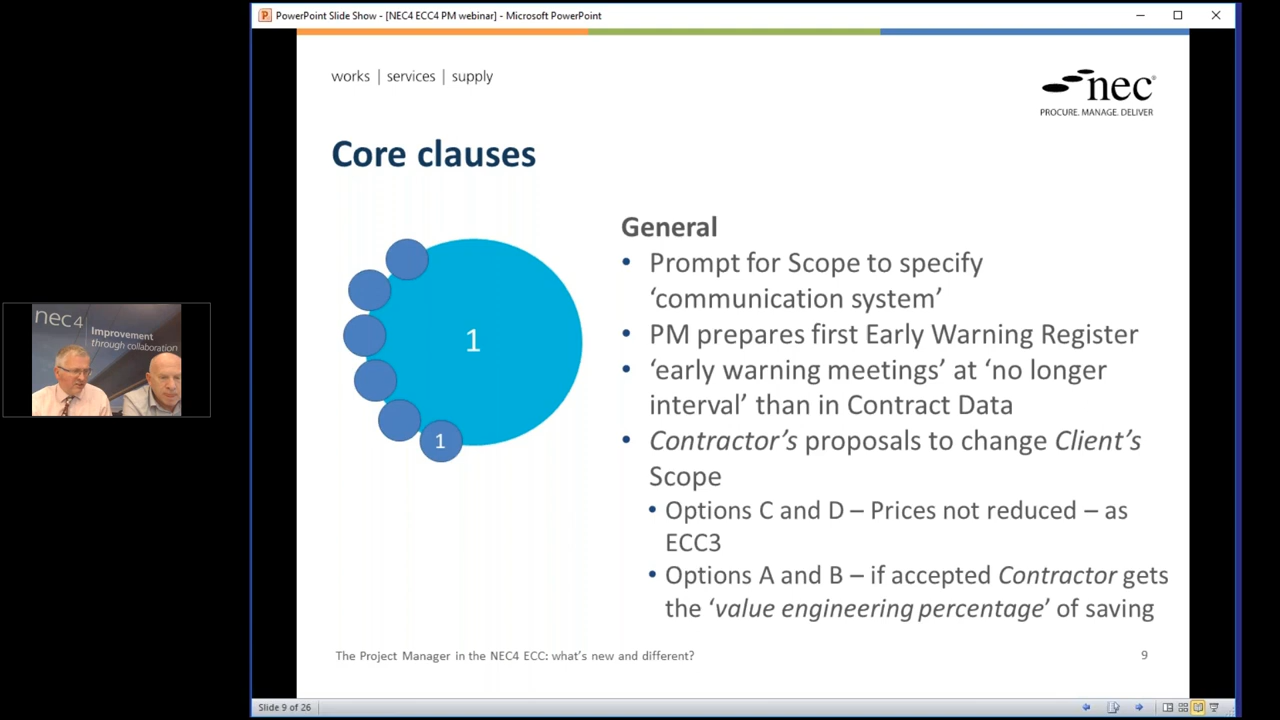 PowerPoint Slide Show - [NEC4 ECC4 PM webinar] - Microsoft PowerPoint
works | services | supply
nec®
PROCURE. MANAGE. DELIVER
Core clauses
General
• Prompt for Scope to specify
‘communication system’
• PM prepares first Early Warning Register
• ‘early warning meetings’ at ‘no longer
interval’ than in Contract Data
• Contractor’s proposals to change Client’s
Scope
• Options C and D – Prices not reduced – as
ECC3
• Options A and B – if accepted Contractor gets
the ‘value engineering percentage’ of saving
1
1
nec4
Improvement
through collaboration
The Project Manager in the NEC4 ECC: what’s new and different?
9
Slide 9 of 26